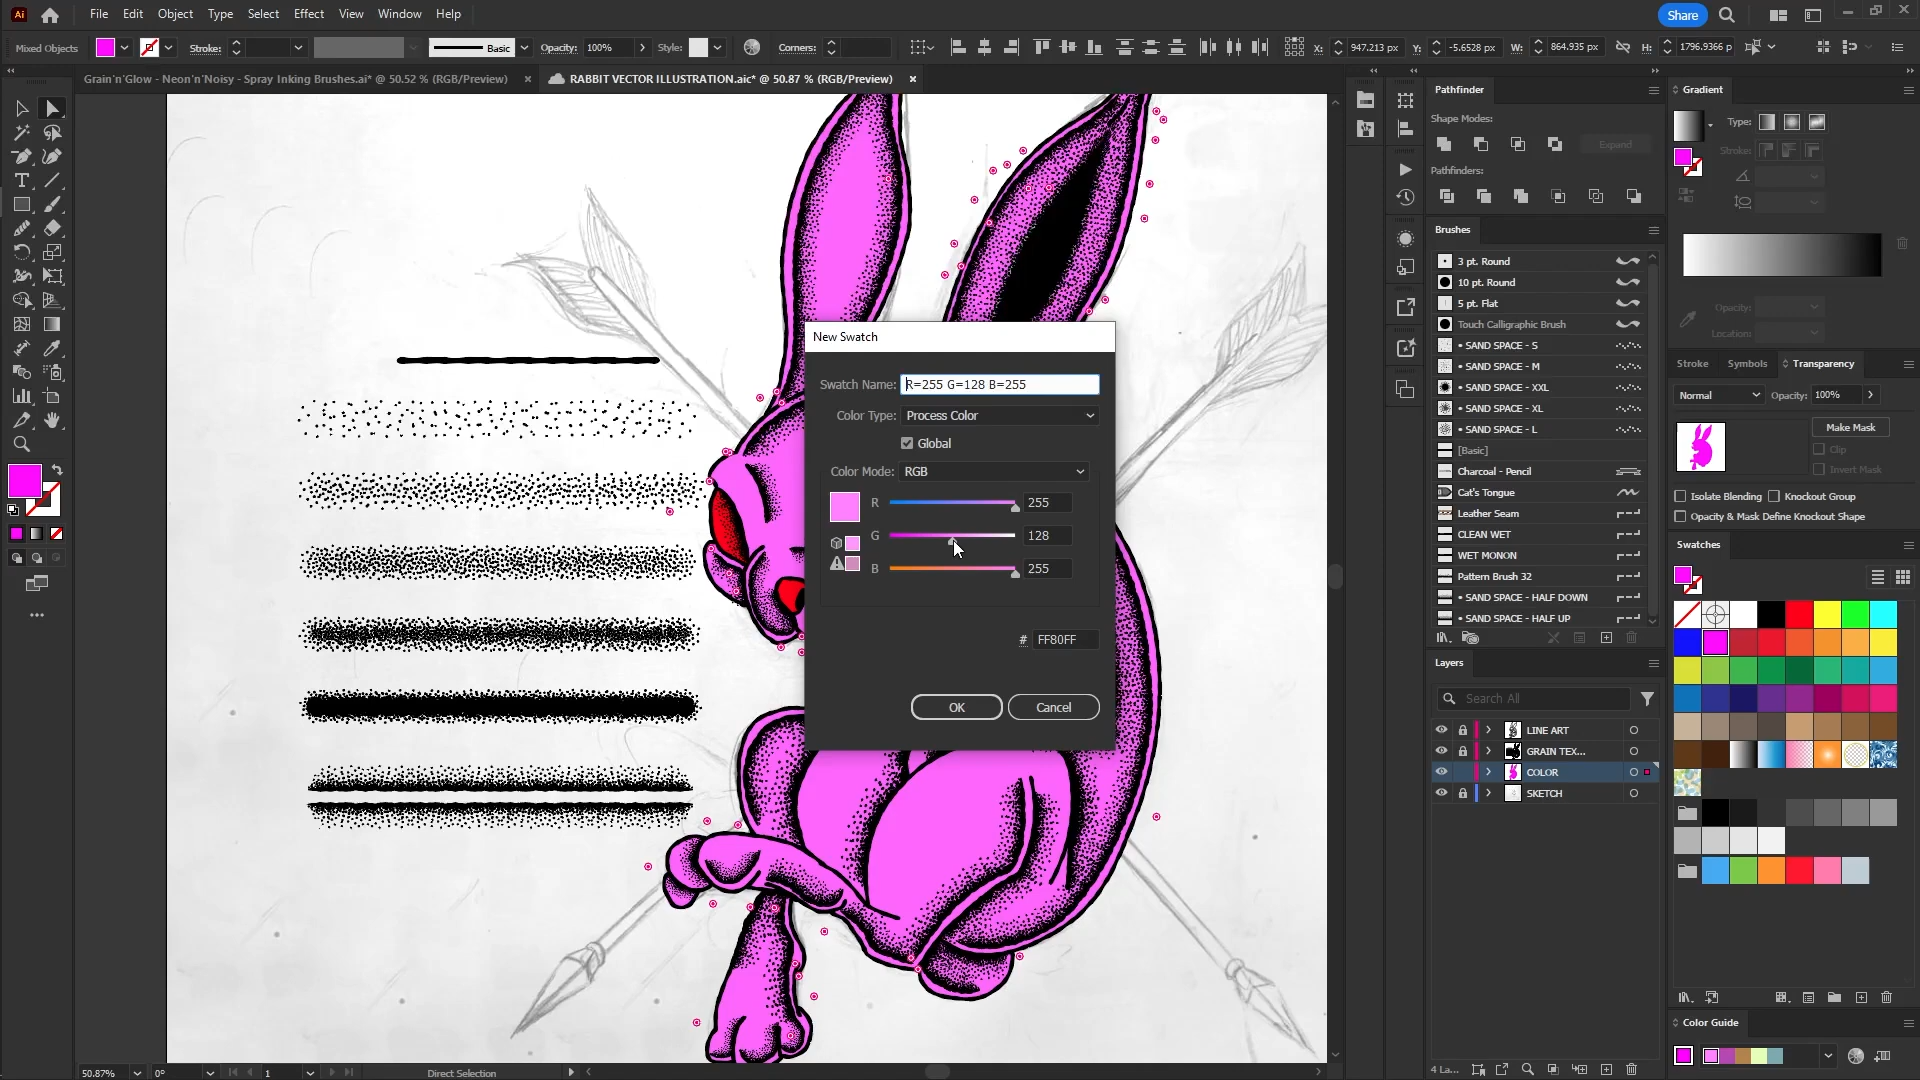 Ai File Edit Object Type Select Effect View Window Help Share
Mixed Objects Stroke: Basic Opacity: 100% Style: Corners: X: 947.213 px Y: -5.6528 px W: 864.935 px H: 1796.9366 p
Grain'n'Glow - Neon'n'Noisy - Spray Inking Brushes.ai* @ 50.52 % (RGB/Preview) × RABBIT VECTOR ILLUSTRATION.aic* @ 50.87 % (RGB/Preview) ×
Pathfinder
Shape Modes:
Expand
Pathfinders:
Gradient
Type:
Stroke:
Opacity:
Location:
Brushes
3 pt. Round
10 pt. Round
5 pt. Flat
Touch Calligraphic Brush
• SAND SPACE - S
• SAND SPACE - M
• SAND SPACE - XXL
• SAND SPACE - XL
• SAND SPACE - L
[Basic]
Charcoal - Pencil
Cat's Tongue
Leather Seam
CLEAN WET
WET MONON
Pattern Brush 32
• SAND SPACE - HALF DOWN
• SAND SPACE - HALF UP
Stroke Symbols Transparency
Normal Opacity: 100%
Make Mask
Clip
Invert Mask
Isolate Blending Knockout Group
Opacity & Mask Define Knockout Shape
Swatches
New Swatch
Swatch Name: R=255 G=128 B=255
Color Type: Process Color
Global
Color Mode: RGB
R 255
G 128
B 255
# FF80FF
OK Cancel
Layers
Search All
LINE ART
GRAIN TEX...
COLOR
SKETCH
Color Guide
50.87% 0° 1 Direct Selection
4 La...